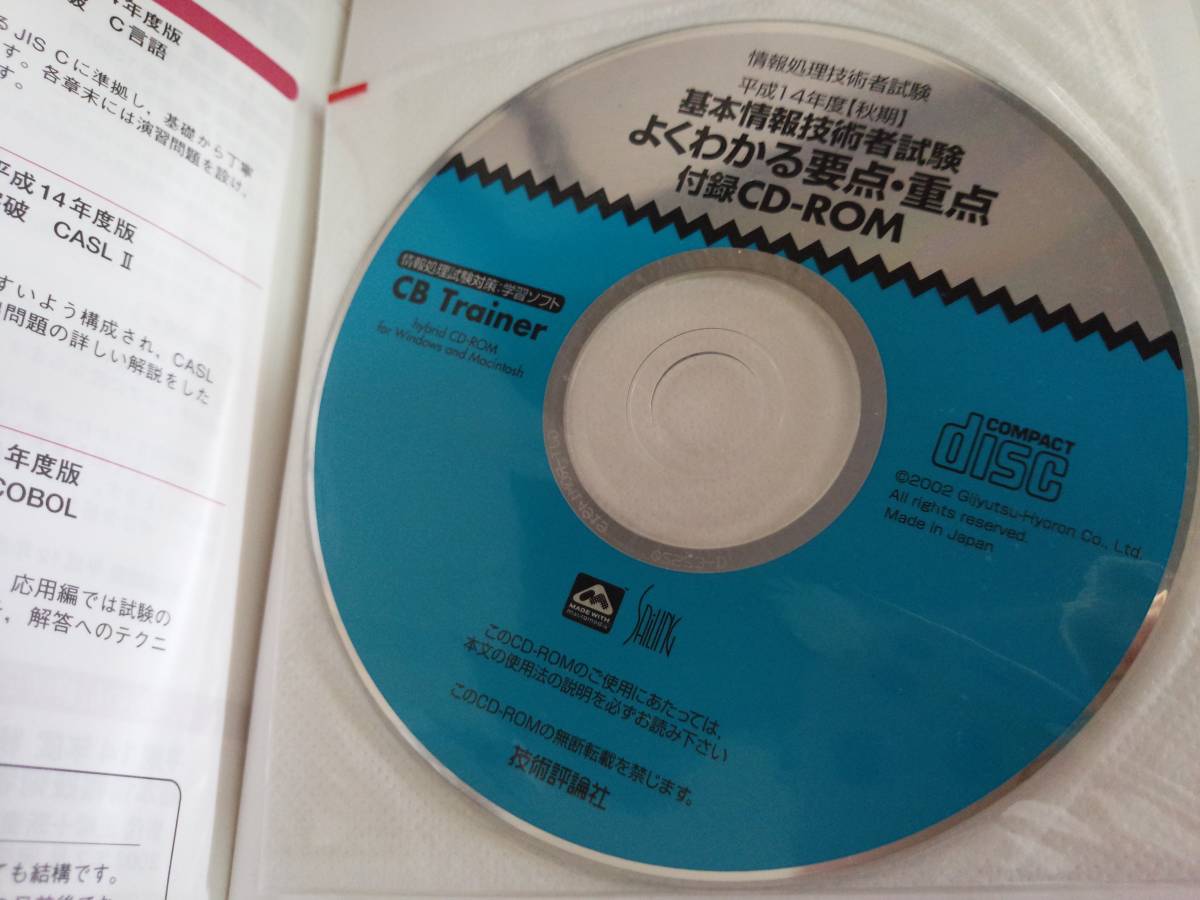 4年度版
破 C言語
る JIS Cに準拠し，基礎から丁寧
す。各章末には演習問題を設け，
す。
平成14年度版
突破 CASL II
すいよう構成され，CASL
問題の詳しい解説をした
年度版
COBOL
応用編では試験の
，解答へのテクニ
ても結構です。
情報処理技術者試験
平成14年度【秋期】
基本情報技術者試験
よくわかる要点・重点
付録CD-ROM
情報処理試験対策：学習ソフト
CB Trainer
hybrid CD-ROM
for Windows and Macintosh
COMPACT
disc
©2002 Gijyutsu-Hyoron Co., Ltd.
All rights reserved.
Made in Japan
MADE WITH
macromedia
SAILING
このCD-ROMのご使用にあたっては、
本文の使用法の説明を必ずお読み下さい
このCD-ROMの無断転載を禁じます。
技術評論社